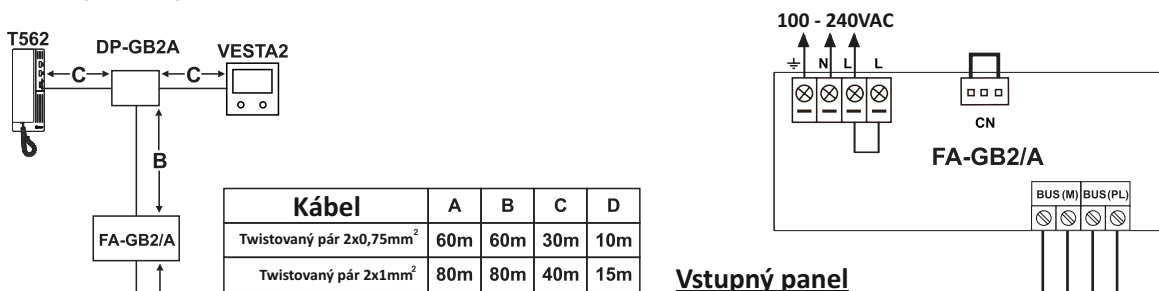 T562
DP-GB2A
VESTA2
C
C
B
FA-GB2/A
Kábel A B C D
Twistovaný pár 2x0,75mm² 60m 60m 30m 10m
Twistovaný pár 2x1mm² 80m 80m 40m 15m
100 - 240VAC
N L L
CN
FA-GB2/A
BUS(M) BUS(PL)
Vstupný panel